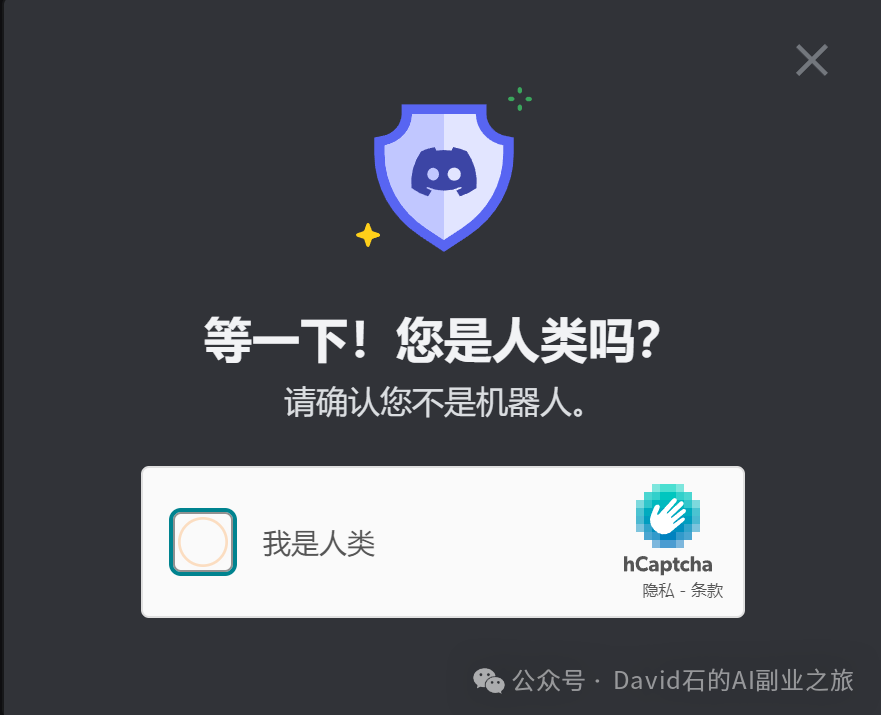 等一下！您是人类吗？
请确认您不是机器人。
我是人类
hCaptcha
隐私 - 条款
公众号 · David石的AI副业之旅